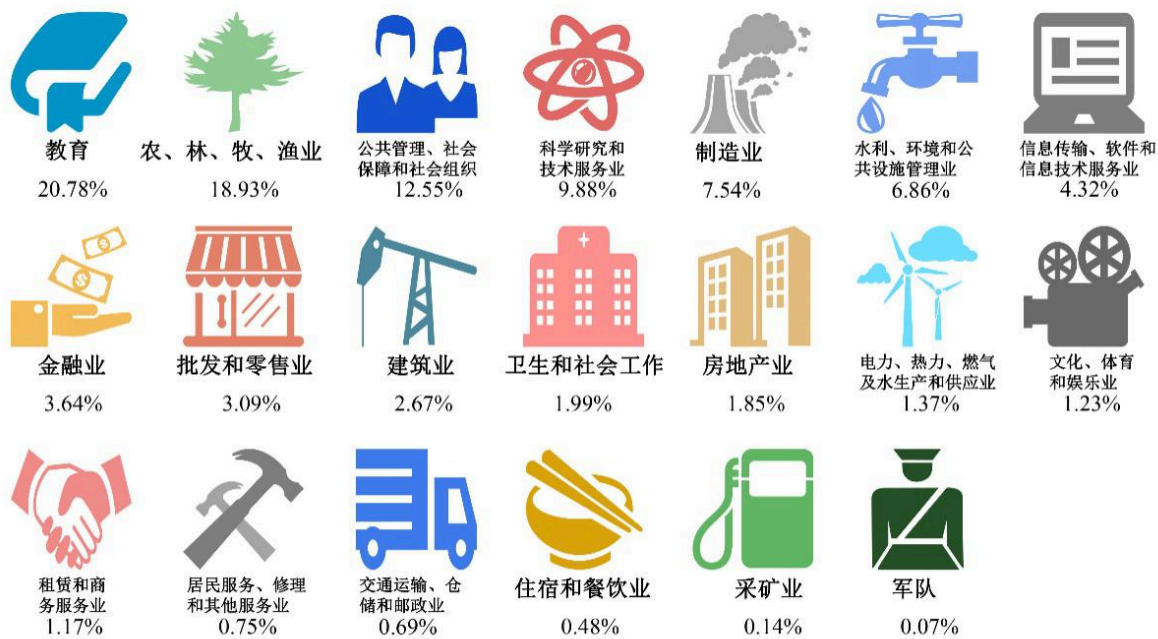 教育
20.78%
农、林、牧、渔业
18.93%
公共管理、社会
保障和社会组织
12.55%
科学研究和
技术服务业
9.88%
制造业
7.54%
水利、环境和公
共设施管理业
6.86%
信息传输、软件和
信息技术服务业
4.32%
金融业
3.64%
批发和零售业
3.09%
建筑业
2.67%
卫生和社会工作
1.99%
房地产业
1.85%
电力、热力、燃气
及水生产和供应业
1.37%
文化、体育
和娱乐业
1.23%
租赁和商
务服务业
1.17%
居民服务、修理
和其他服务业
0.75%
交通运输、仓
储和邮政业
0.69%
住宿和餐饮业
0.48%
采矿业
0.14%
军队
0.07%